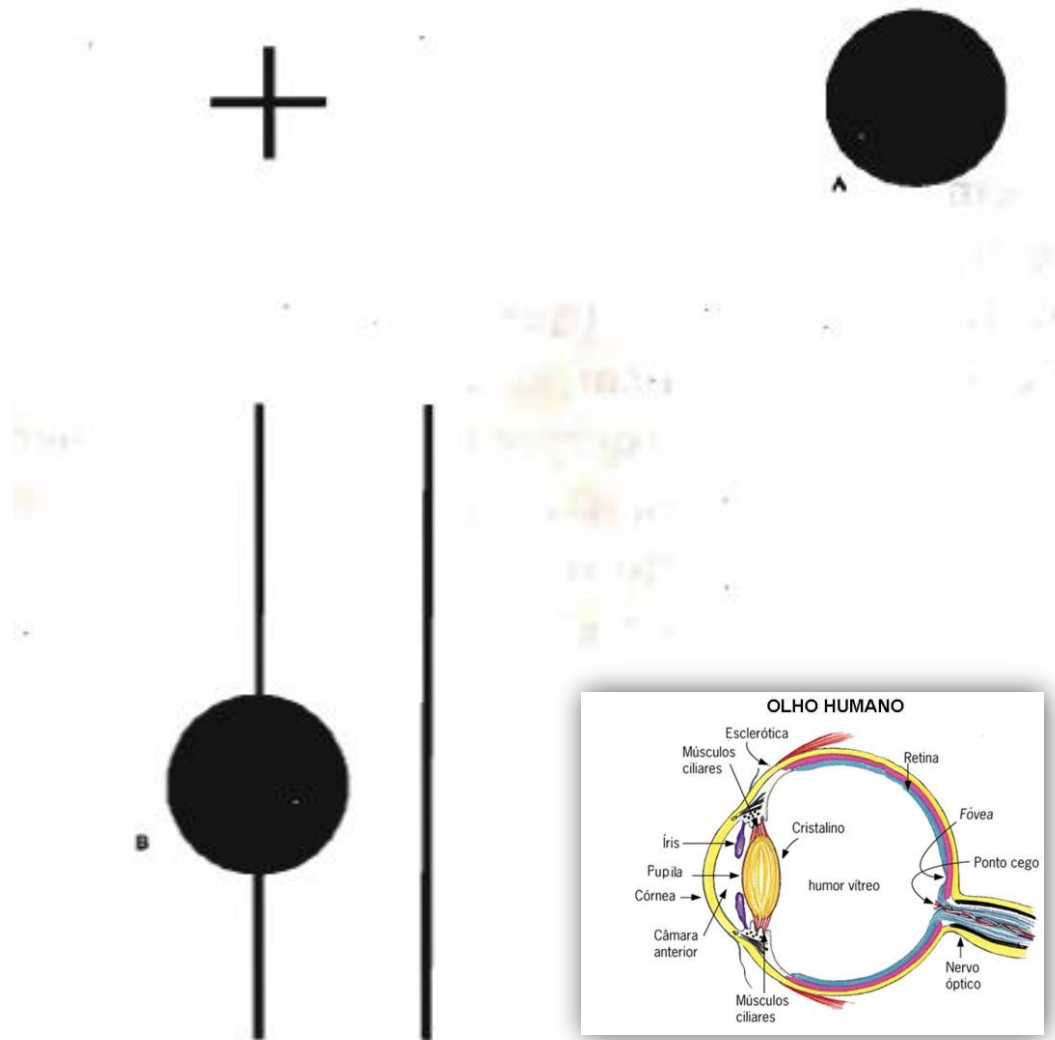 A
B
OLHO HUMANO
Esclerótica
Músculos
ciliares
Retina
Fóvea
Íris
Cristalino
Ponto cego
Pupila
humor vítreo
Córnea
Câmara
anterior
Nervo
óptico
Músculos
ciliares